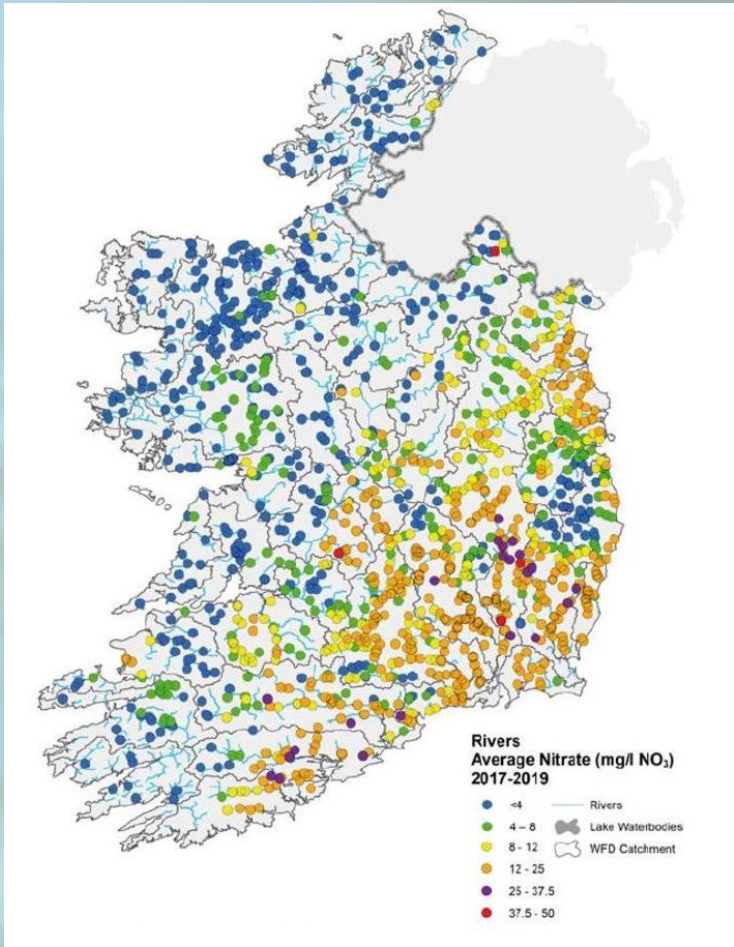 Rivers
Average Nitrate (mg/l NO₃)
2017-2019
<4
Rivers
4 – 8
Lake Waterbodies
8 - 12
WFD Catchment
12 - 25
25 - 37.5
37.5 - 50